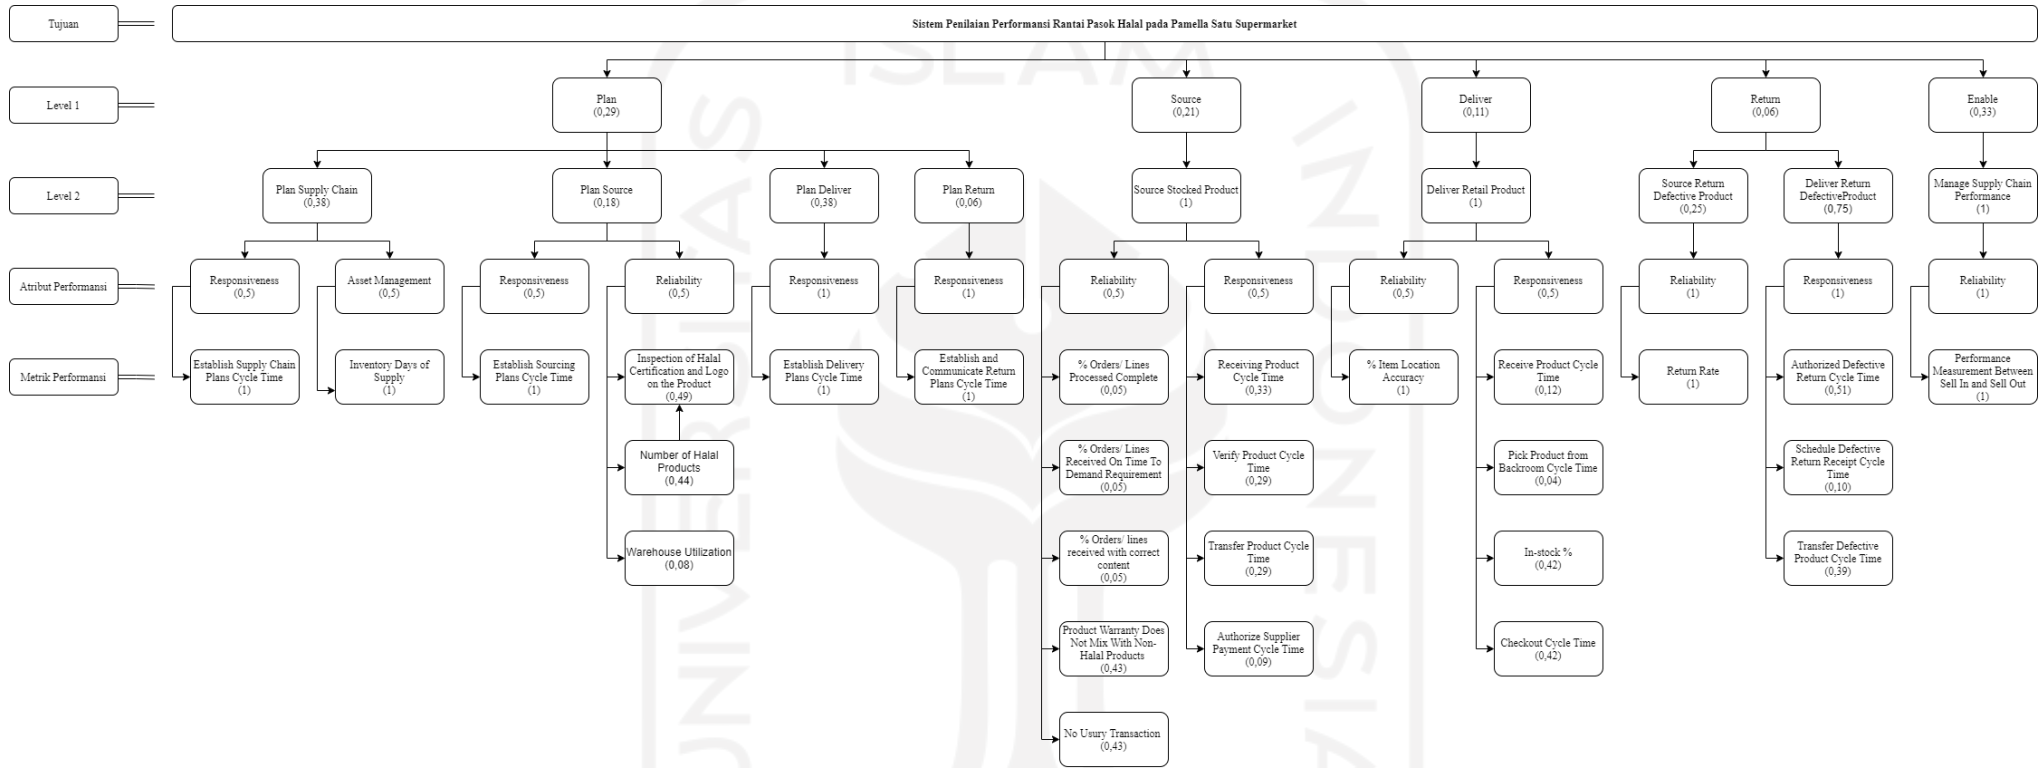 Tujuan
Sistem Penilaian Performansi Rantai Pasok Halal pada Pamella Satu Supermarket
Level 1
Plan
(0,29)
Source
(0,21)
Deliver
(0,11)
Return
(0,06)
Enable
(0,33)
Level 2
Plan Supply Chain
(0,38)
Plan Source
(0,18)
Plan Deliver
(0,38)
Plan Return
(0,06)
Source Stocked Product
(1)
Deliver Retail Product
(1)
Source Return
Defective Product
(0,25)
Deliver Return
DefectiveProduct
(0,75)
Manage Supply Chain
Performance
(1)
Atribut Performansi
Responsiveness
(0,5)
Asset Management
(0,5)
Responsiveness
(0,5)
Reliability
(0,5)
Responsiveness
(1)
Responsiveness
(1)
Reliability
(0,5)
Responsiveness
(0,5)
Reliability
(0,5)
Responsiveness
(0,5)
Reliability
(1)
Responsiveness
(1)
Reliability
(1)
Metrik Performansi
Establish Supply Chain
Plans Cycle Time
(1)
Inventory Days of
Supply
(1)
Establish Sourcing
Plans Cycle Time
(1)
Inspection of Halal
Certification and Logo
on the Product
(0,49)
Establish Delivery
Plans Cycle Time
(1)
Establish and
Communicate Return
Plans Cycle Time
(1)
% Orders/ Lines
Processed Complete
(0,05)
Receiving Product
Cycle Time
(0,33)
% Item Location
Accuracy
(1)
Receive Product Cycle
Time
(0,12)
Return Rate
(1)
Authorized Defective
Return Cycle Time
(0,51)
Performance
Measurement Between
Sell In and Sell Out
(1)
Number of Halal
Products
(0,44)
% Orders/ Lines
Received On Time To
Demand Requirement
(0,05)
Verify Product Cycle
Time
(0,29)
Pick Product from
Backroom Cycle Time
(0,04)
Schedule Defective
Return Receipt Cycle
Time
(0,10)
Warehouse Utilization
(0,08)
% Orders/ lines
received with correct
content
(0,05)
Transfer Product Cycle
Time
(0,29)
In-stock %
(0,42)
Transfer Defective
Product Cycle Time
(0,39)
Product Warranty Does
Not Mix With Non-
Halal Products
(0,43)
Authorize Supplier
Payment Cycle Time
(0,09)
Checkout Cycle Time
(0,42)
No Usury Transaction
(0,43)
ISLAM
UNIVERSITAS
INDONESIA